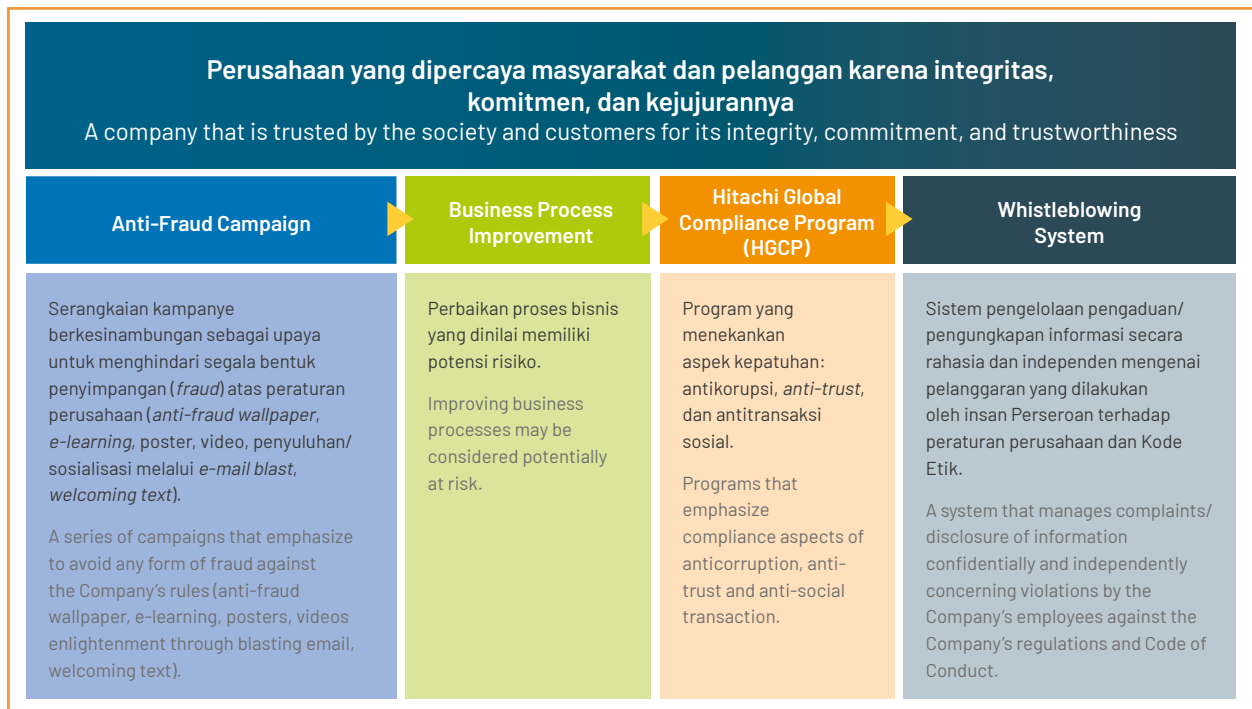 Perusahaan yang dipercaya masyarakat dan pelanggan karena integritas,
komitmen, dan kejujurannya
A company that is trusted by the society and customers for its integrity, commitment, and trustworthiness
Anti-Fraud Campaign
Serangkaian kampanye
berkesinambungan sebagai upaya
untuk menghindari segala bentuk
penyimpangan (fraud) atas peraturan
perusahaan (anti-fraud wallpaper,
e-learning, poster, video, penyuluhan/
sosialisasi melalui e-mail blast,
welcoming text).
A series of campaigns that emphasize
to avoid any form of fraud against
the Company's rules (anti-fraud
wallpaper, e-learning, posters, videos
enlightenment through blasting email,
welcoming text).
Business Process
Improvement
Perbaikan proses bisnis
yang dinilai memiliki
potensi risiko.
Improving business
processes may be
considered potentially
at risk.
Hitachi Global
Compliance Program
(HGCP)
Program yang
menekankan
aspek kepatuhan:
antikorupsi, anti-trust,
dan antitransaksi
sosial.
Programs that
emphasize
compliance aspects of
anticorruption, anti-
trust and anti-social
transaction.
Whistleblowing
System
Sistem pengelolaan pengaduan/
pengungkapan informasi secara
rahasia dan independen mengenai
pelanggaran yang dilakukan
oleh insan Perseroan terhadap
peraturan perusahaan dan Kode
Etik.
A system that manages complaints/
disclosure of information
confidentially and independently
concerning violations by the
Company's employees against the
Company's regulations and Code of
Conduct.